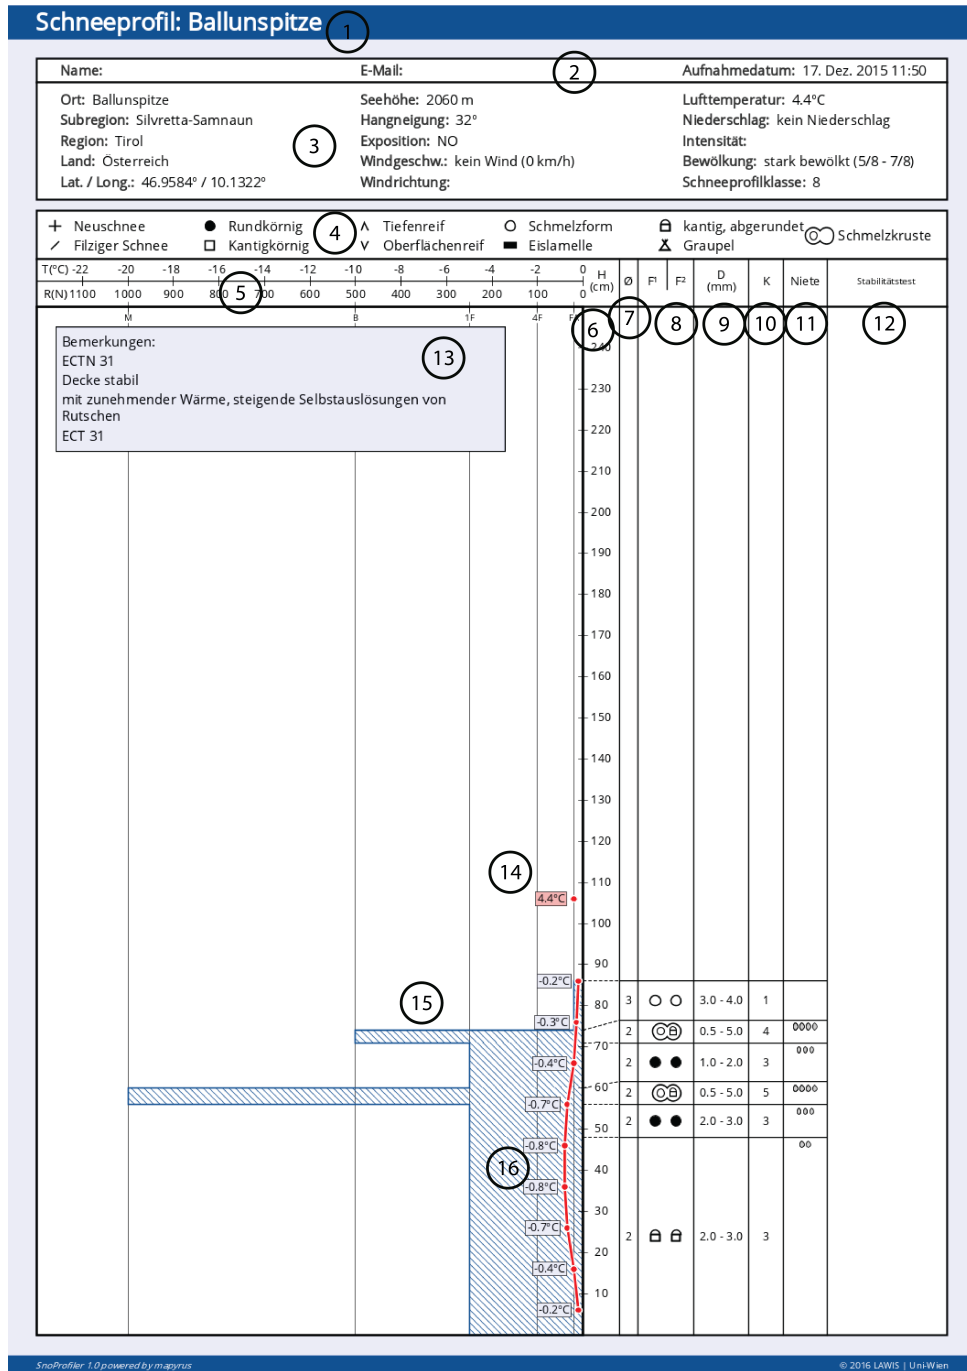 Schneeprofil: Ballunspitze
1
Name: E-Mail: 2 Aufnahmedatum: 17. Dez. 2015 11:50
Ort: Ballunspitze Seehöhe: 2060 m Lufttemperatur: 4.4°C
Subregion: Silvretta-Samnaun Hangneigung: 32° Niederschlag: kein Niederschlag
Region: Tirol 3 Exposition: NO Intensität:
Land: Österreich Windgeschw.: kein Wind (0 km/h) Bewölkung: stark bewölkt (5/8 - 7/8)
Lat. / Long.: 46.9584° / 10.1322° Windrichtung: Schneeprofilklasse: 8
Neuschnee Rundkörnig 4 Tiefenreif Schmelzform kantig, abgerundet Schmelzkruste
Filziger Schnee Kantigkörnig Oberflächenreif Eislamelle Graupel
T(°C) -22 -20 -18 -16 -14 -12 -10 -8 -6 -4 -2 0 H (cm) Ø F¹ F² D (mm) K Niete Stabilitätstest
R(N) 1100 1000 900 800 5 700 600 500 400 300 200 100 0
M B 1F 4F F 6 7 8 9 10 11 12
240
Bemerkungen: 13
ECTN 31
Decke stabil
mit zunehmender Wärme, steigende Selbstauslösungen von
Rutschen
ECT 31
230
220
210
200
190
180
170
160
150
140
130
120
14
110
4.4°C
100
90
-0.2°C
15 80 3 3.0 - 4.0 1
-0.3°C
2 0.5 - 5.0 4
70
-0.4°C 2 1.0 - 2.0 3
60
2 0.5 - 5.0 5
-0.7°C
50 2 2.0 - 3.0 3
-0.8°C
16 40
-0.8°C
30
-0.7°C
2 2.0 - 3.0 3
20
-0.4°C
10
-0.2°C
SnoProfiler 1.0 powered by mapyrus © 2016 LAWIS | Uni-Wien